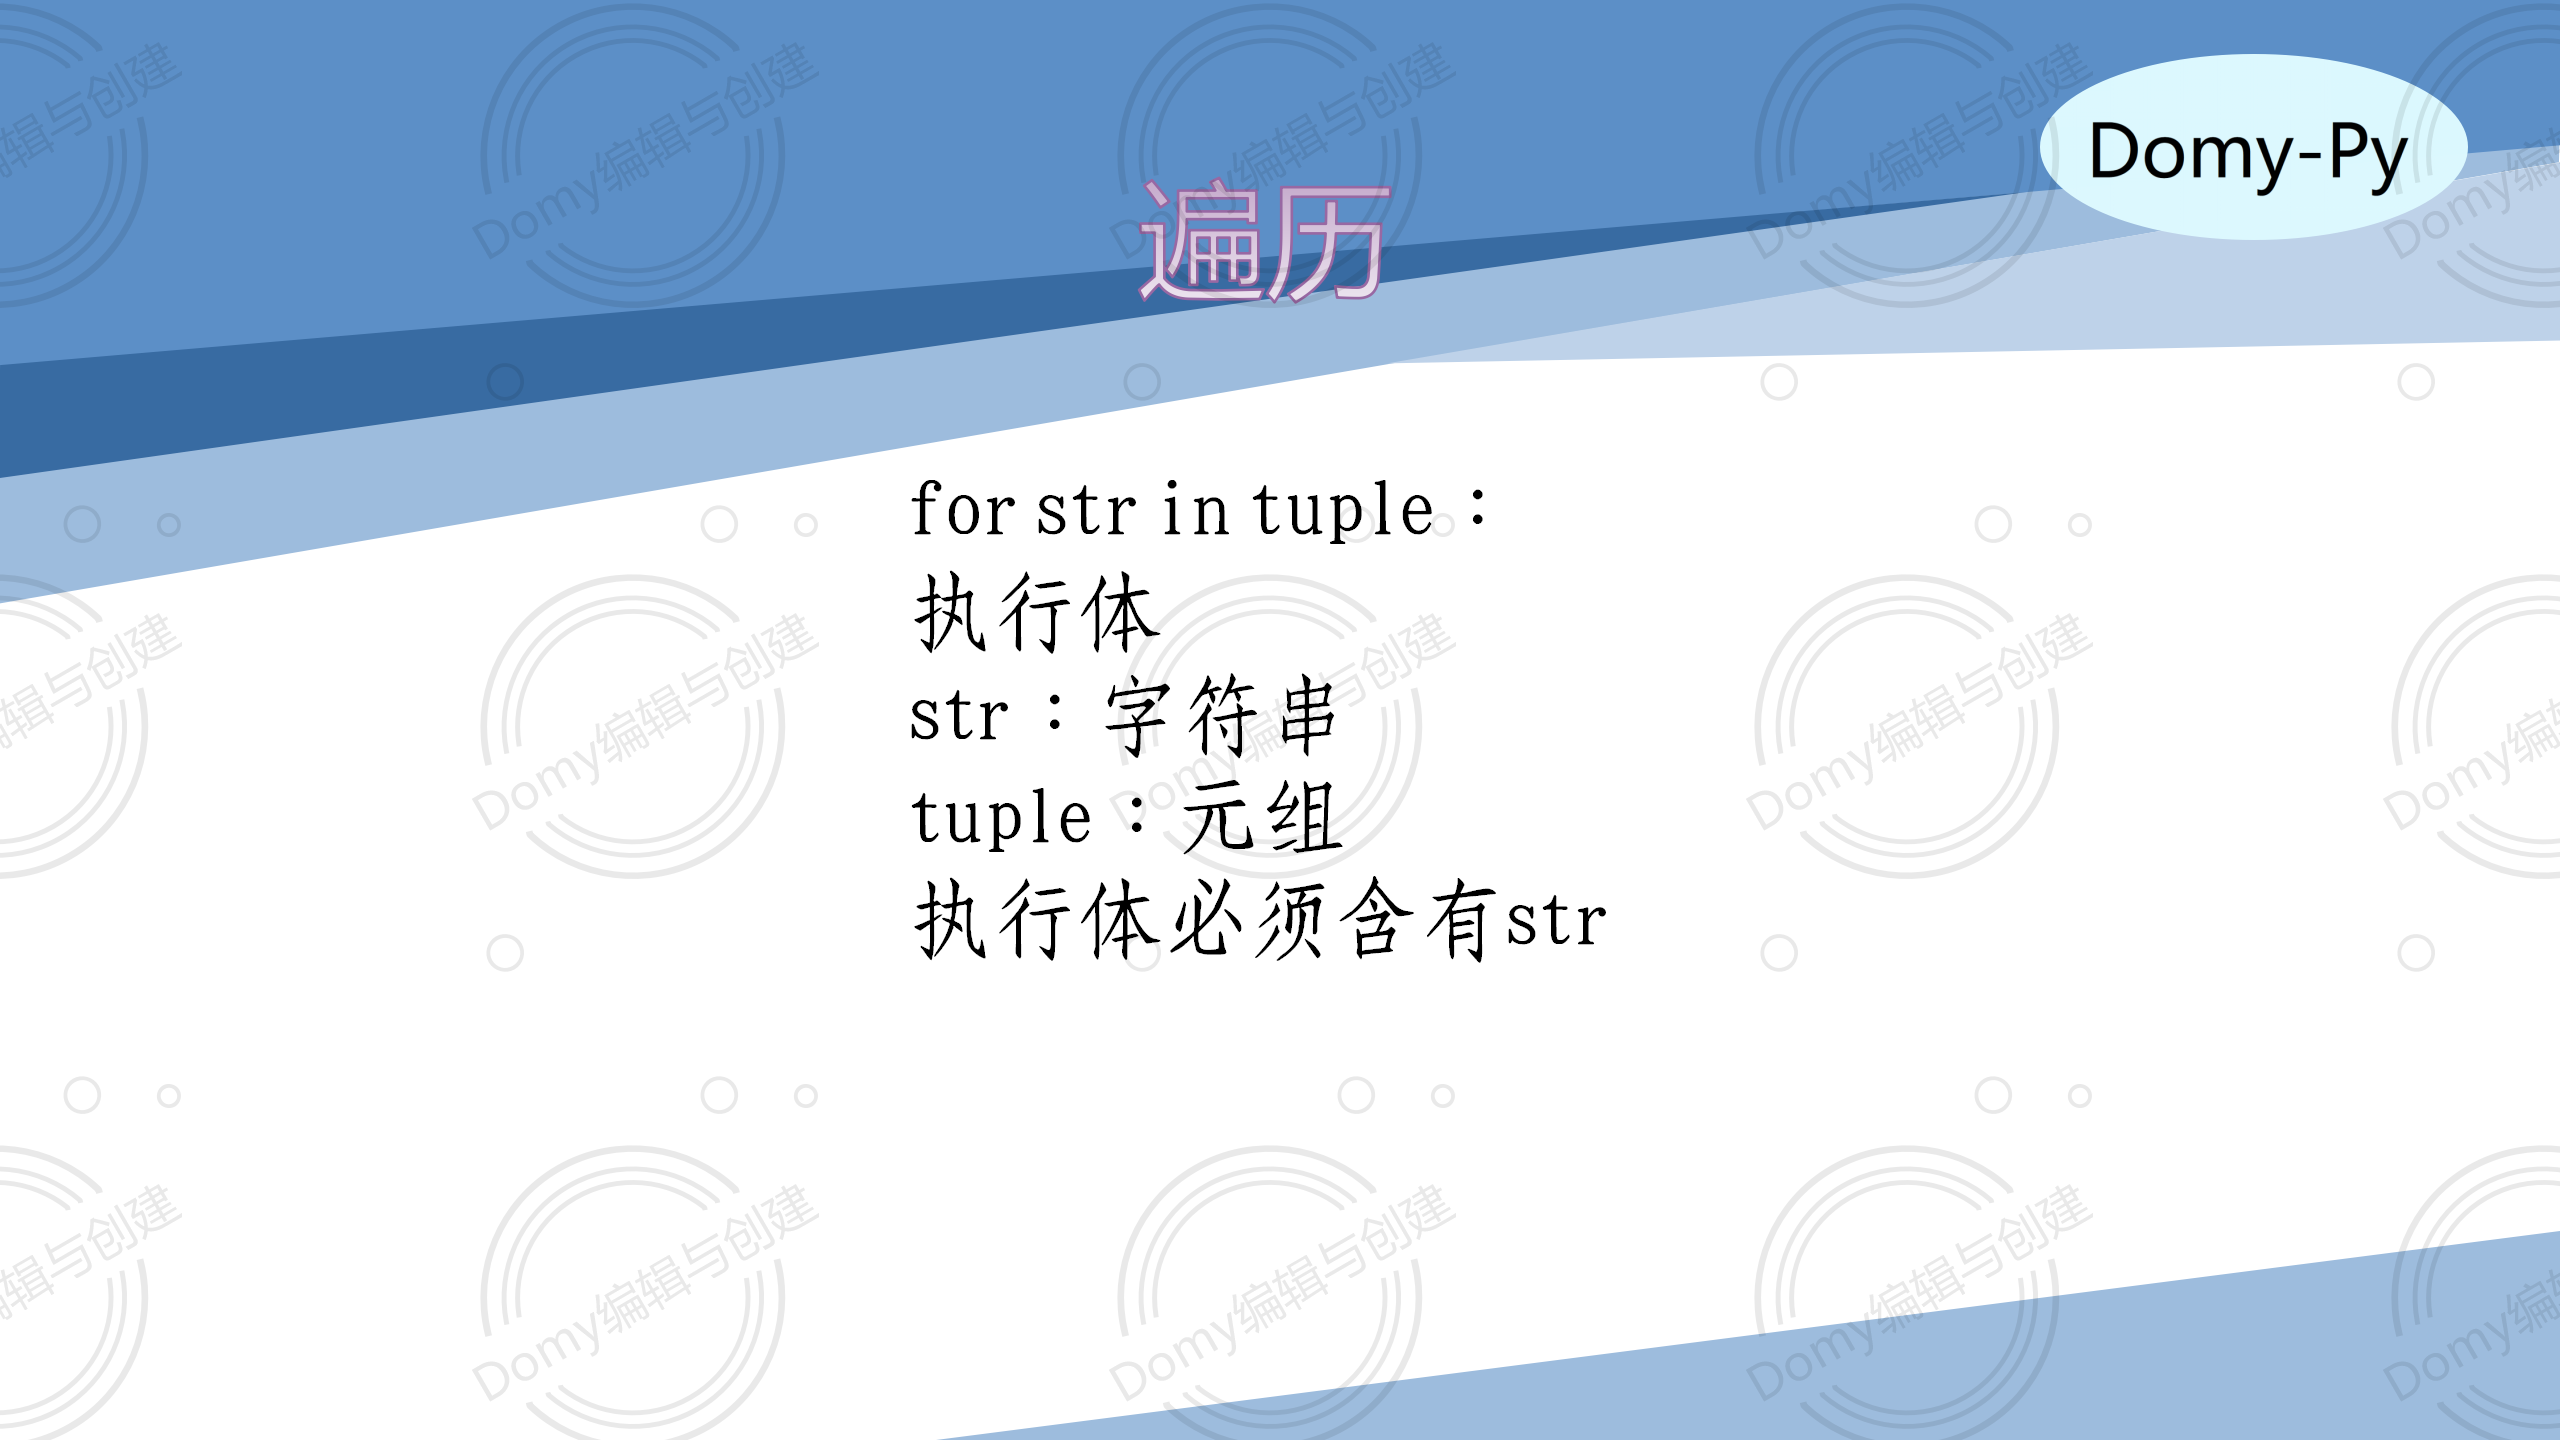 Domy-Py
遍历
for str in tuple：
执行体
str：字符串
tuple：元组
执行体必须含有str
Domy编辑与创建